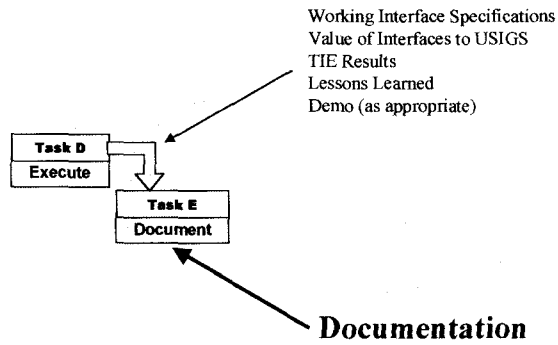 Working Interface Specifications
Value of Interfaces to USIGS
TIE Results
Lessons Learned
Demo (as appropriate)
Task D
Execute
Task E
Document
Documentation